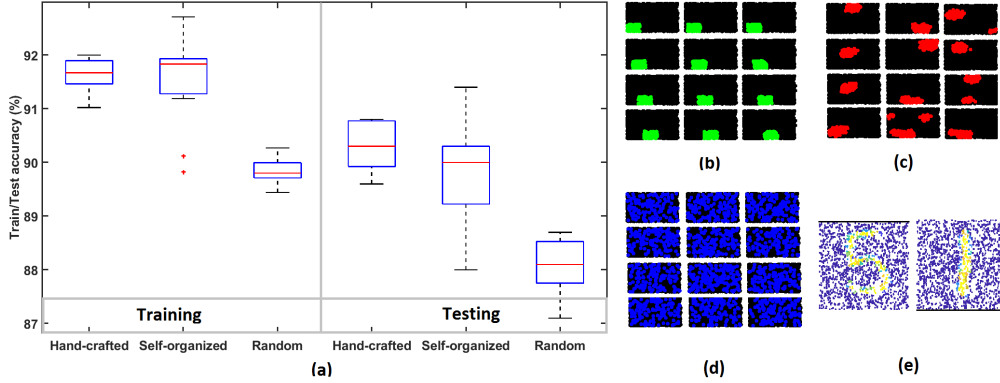 Train/Test accuracy (%)
92
91
90
89
88
87
Training
Testing
Hand-crafted Self-organized Random Hand-crafted Self-organized Random
(a)
(b)
(c)
(d)
(e)